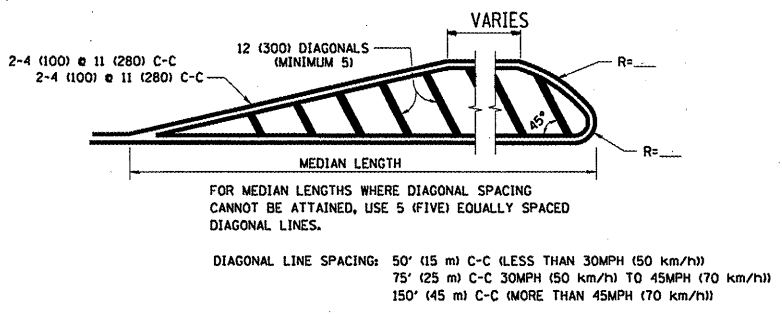 VARIES
2-4 (100) @ 11 (280) C-C
2-4 (100) @ 11 (280) C-C
12 (300) DIAGONALS
(MINIMUM 5)
R=__
45°
R=__
MEDIAN LENGTH
FOR MEDIAN LENGTHS WHERE DIAGONAL SPACING
CANNOT BE ATTAINED, USE 5 (FIVE) EQUALLY SPACED
DIAGONAL LINES.
DIAGONAL LINE SPACING: 50' (15 m) C-C (LESS THAN 30MPH (50 km/h))
75' (25 m) C-C 30MPH (50 km/h) TO 45MPH (70 km/h))
150' (45 m) C-C (MORE THAN 45MPH (70 km/h))